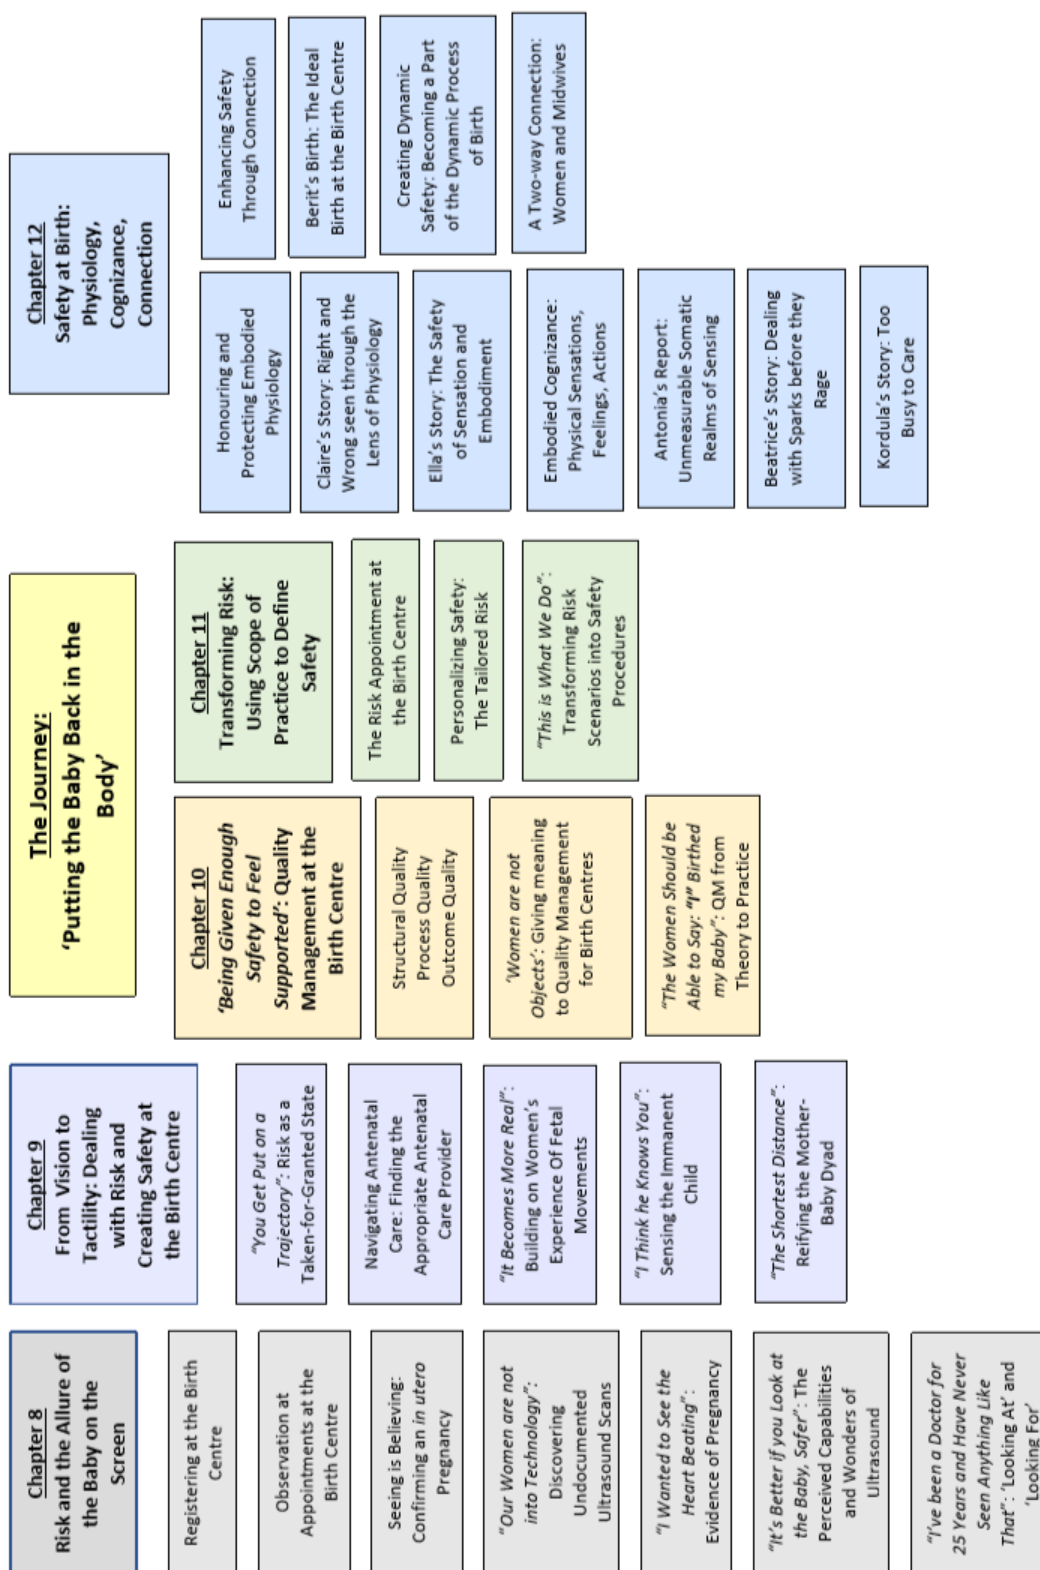 The Journey:
‘Putting the Baby Back in the
Body’
Chapter 8
Risk and the Allure of
the Baby on the
Screen
Registering at the Birth
Centre
Observation at
Appointments at the
Birth Centre
Seeing is Believing:
Confirming an in utero
Pregnancy
“Our Women are not
into Technology”:
Discovering
Undocumented
Ultrasound Scans
“I Wanted to See the
Heart Beating”:
Evidence of Pregnancy
“It’s Better if you Look at
the Baby, Safer”: The
Perceived Capabilities
and Wonders of
Ultrasound
“I’ve been a Doctor for
25 Years and Have Never
Seen Anything Like
That”: ‘Looking At’ and
‘Looking For’
Chapter 9
From Vision to
Tactility: Dealing
with Risk and
Creating Safety at
the Birth Centre
“You Get Put on a
Trajectory”: Risk as a
Taken-for-Granted State
Navigating Antenatal
Care: Finding the
Appropriate Antenatal
Care Provider
“It Becomes More Real”:
Building on Women’s
Experience Of Fetal
Movements
“I Think he Knows You”:
Sensing the Immanent
Child
“The Shortest Distance”:
Reifying the Mother-
Baby Dyad
Chapter 10
‘Being Given Enough
Safety to Feel
Supported’: Quality
Management at the
Birth Centre
Structural Quality
Process Quality
Outcome Quality
‘Women are not
Objects’: Giving meaning
to Quality Management
for Birth Centres
“The Women Should be
Able to Say: “I” Birthed
my Baby”: QM from
Theory to Practice
Chapter 11
Transforming Risk:
Using Scope of
Practice to Define
Safety
The Risk Appointment at
the Birth Centre
Personalizing Safety:
The Tailored Risk
“This is What We Do”:
Transforming Risk
Scenarios into Safety
Procedures
Chapter 12
Safety at Birth:
Physiology,
Cognizance,
Connection
Honouring and
Protecting Embodied
Physiology
Claire’s Story: Right and
Wrong seen through the
Lens of Physiology
Ella’s Story: The Safety
of Sensation and
Embodiment
Embodied Cognizance:
Physical Sensations,
Feelings, Actions
Antonia’s Report:
Unmeasurable Somatic
Realms of Sensing
Beatrice’s Story: Dealing
with Sparks before they
Rage
Kordula’s Story: Too
Busy to Care
Enhancing Safety
Through Connection
Berit’s Birth: The Ideal
Birth at the Birth Centre
Creating Dynamic
Safety: Becoming a Part
of the Dynamic Process
of Birth
A Two-way Connection:
Women and Midwives